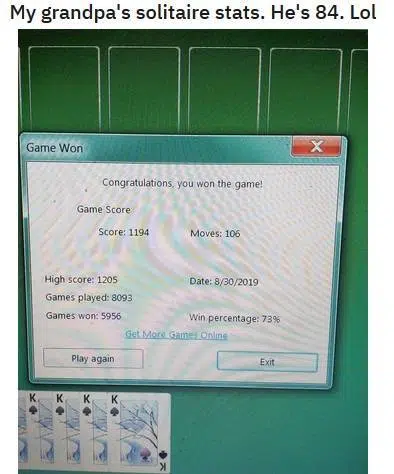 My grandpa's solitaire stats. He's 84. Lol
Game Won
X
Congratulations, you won the game!
Game Score
Score: 1194 Moves: 106
High score: 1205 Date: 8/30/2019
Games played: 8093
Games won: 5956 Win percentage: 73%
Get More Games Online
Play again Exit
K K K K
K